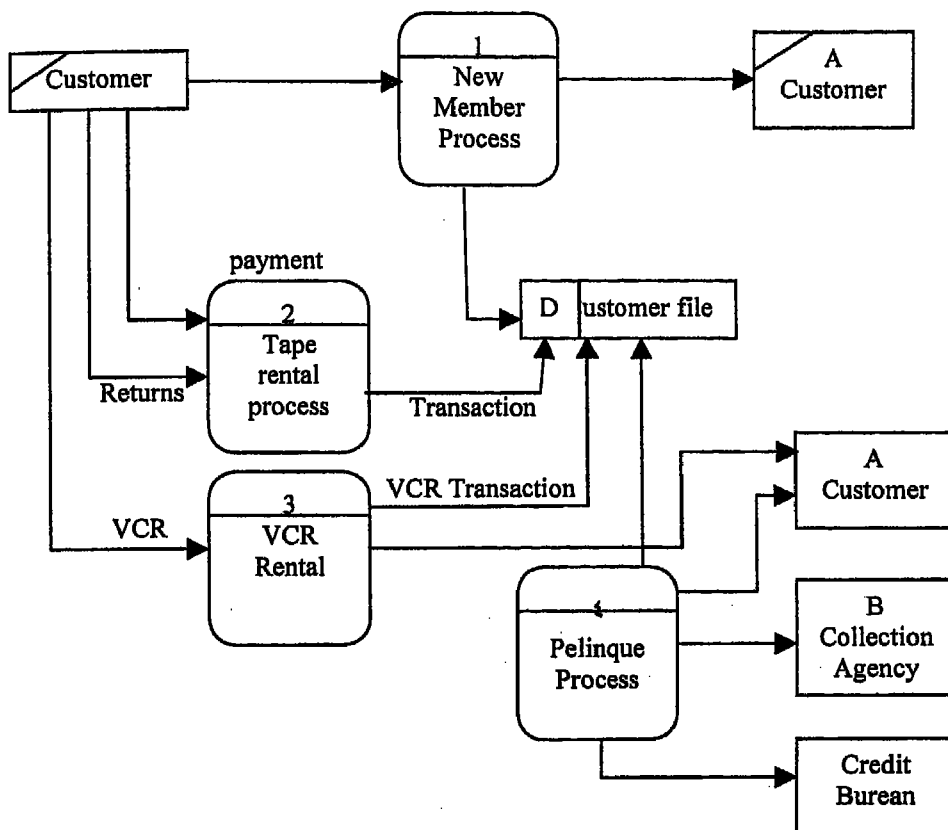 Customer
1
New
Member
Process
A
Customer
payment
2
Tape
rental
process
Returns
Transaction
D ustomer file
3
VCR
Rental
VCR
VCR Transaction
A
Customer
4
Pelinque
Process
B
Collection
Agency
Credit
Burean